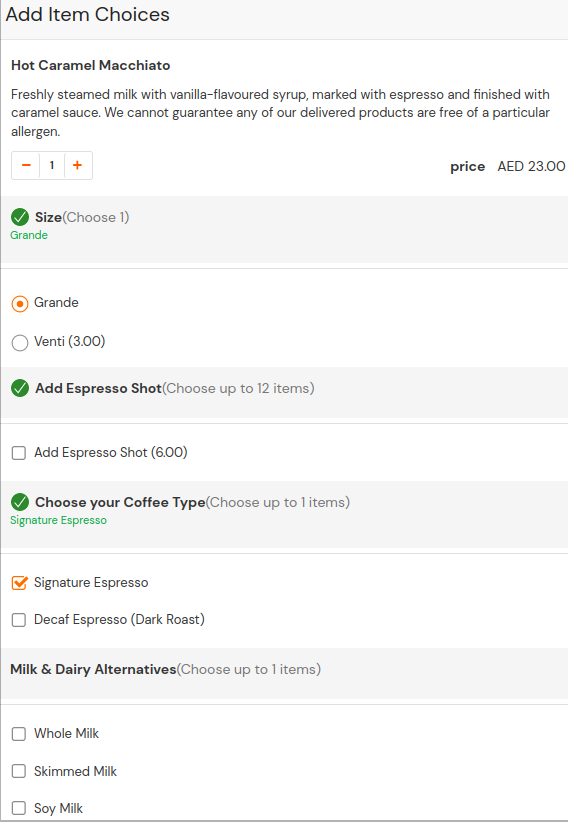 Add Item Choices
Hot Caramel Macchiato
Freshly steamed milk with vanilla-flavoured syrup, marked with espresso and finished with
caramel sauce. We cannot guarantee any of our delivered products are free of a particular
allergen.
− 1 + price AED 23.00
Size(Choose 1)
Grande
Grande
Venti (3.00)
Add Espresso Shot(Choose up to 12 items)
Add Espresso Shot (6.00)
Choose your Coffee Type(Choose up to 1 items)
Signature Espresso
Signature Espresso
Decaf Espresso (Dark Roast)
Milk & Dairy Alternatives(Choose up to 1 items)
Whole Milk
Skimmed Milk
Soy Milk